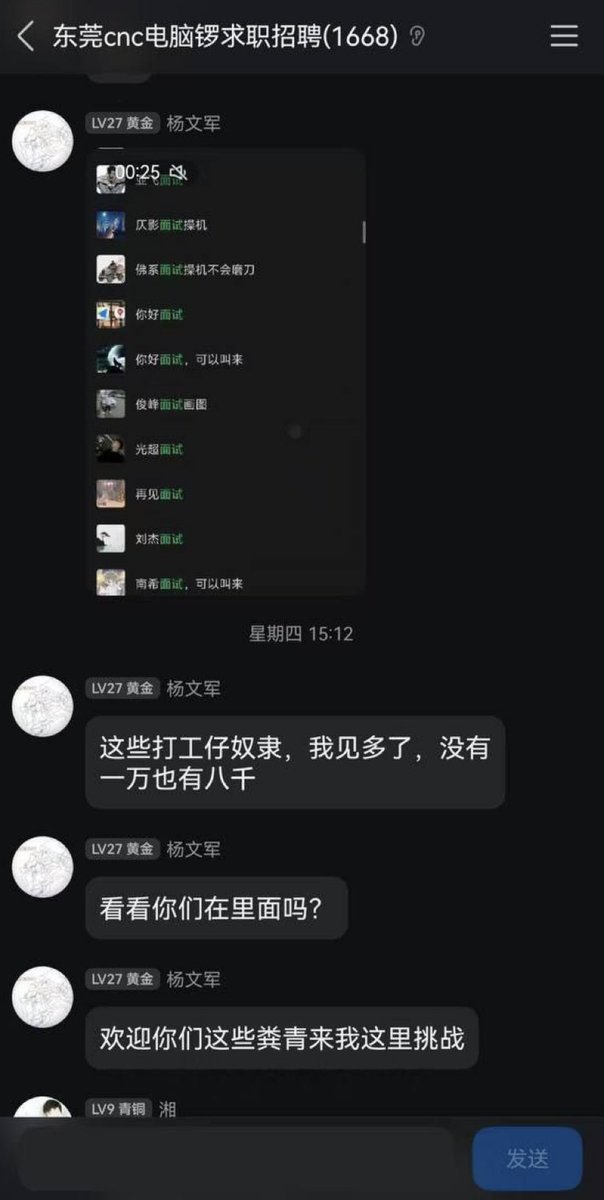 东莞cnc电脑锣求职招聘(1668)
LV27 黄金 杨文军
00:25
亚飞面试
仄影面试操机
佛系面试操机不会磨刀
你好面试
你好面试，可以叫来
俊峰面试画图
光超面试
再见面试
刘杰面试
南希面试，可以叫来
星期四 15:12
LV27 黄金 杨文军
这些打工仔奴隶，我见多了，没有
一万也有八千
LV27 黄金 杨文军
看看你们在里面吗？
LV27 黄金 杨文军
欢迎你们这些粪青来我这里挑战
LV9 青铜 湘
发送